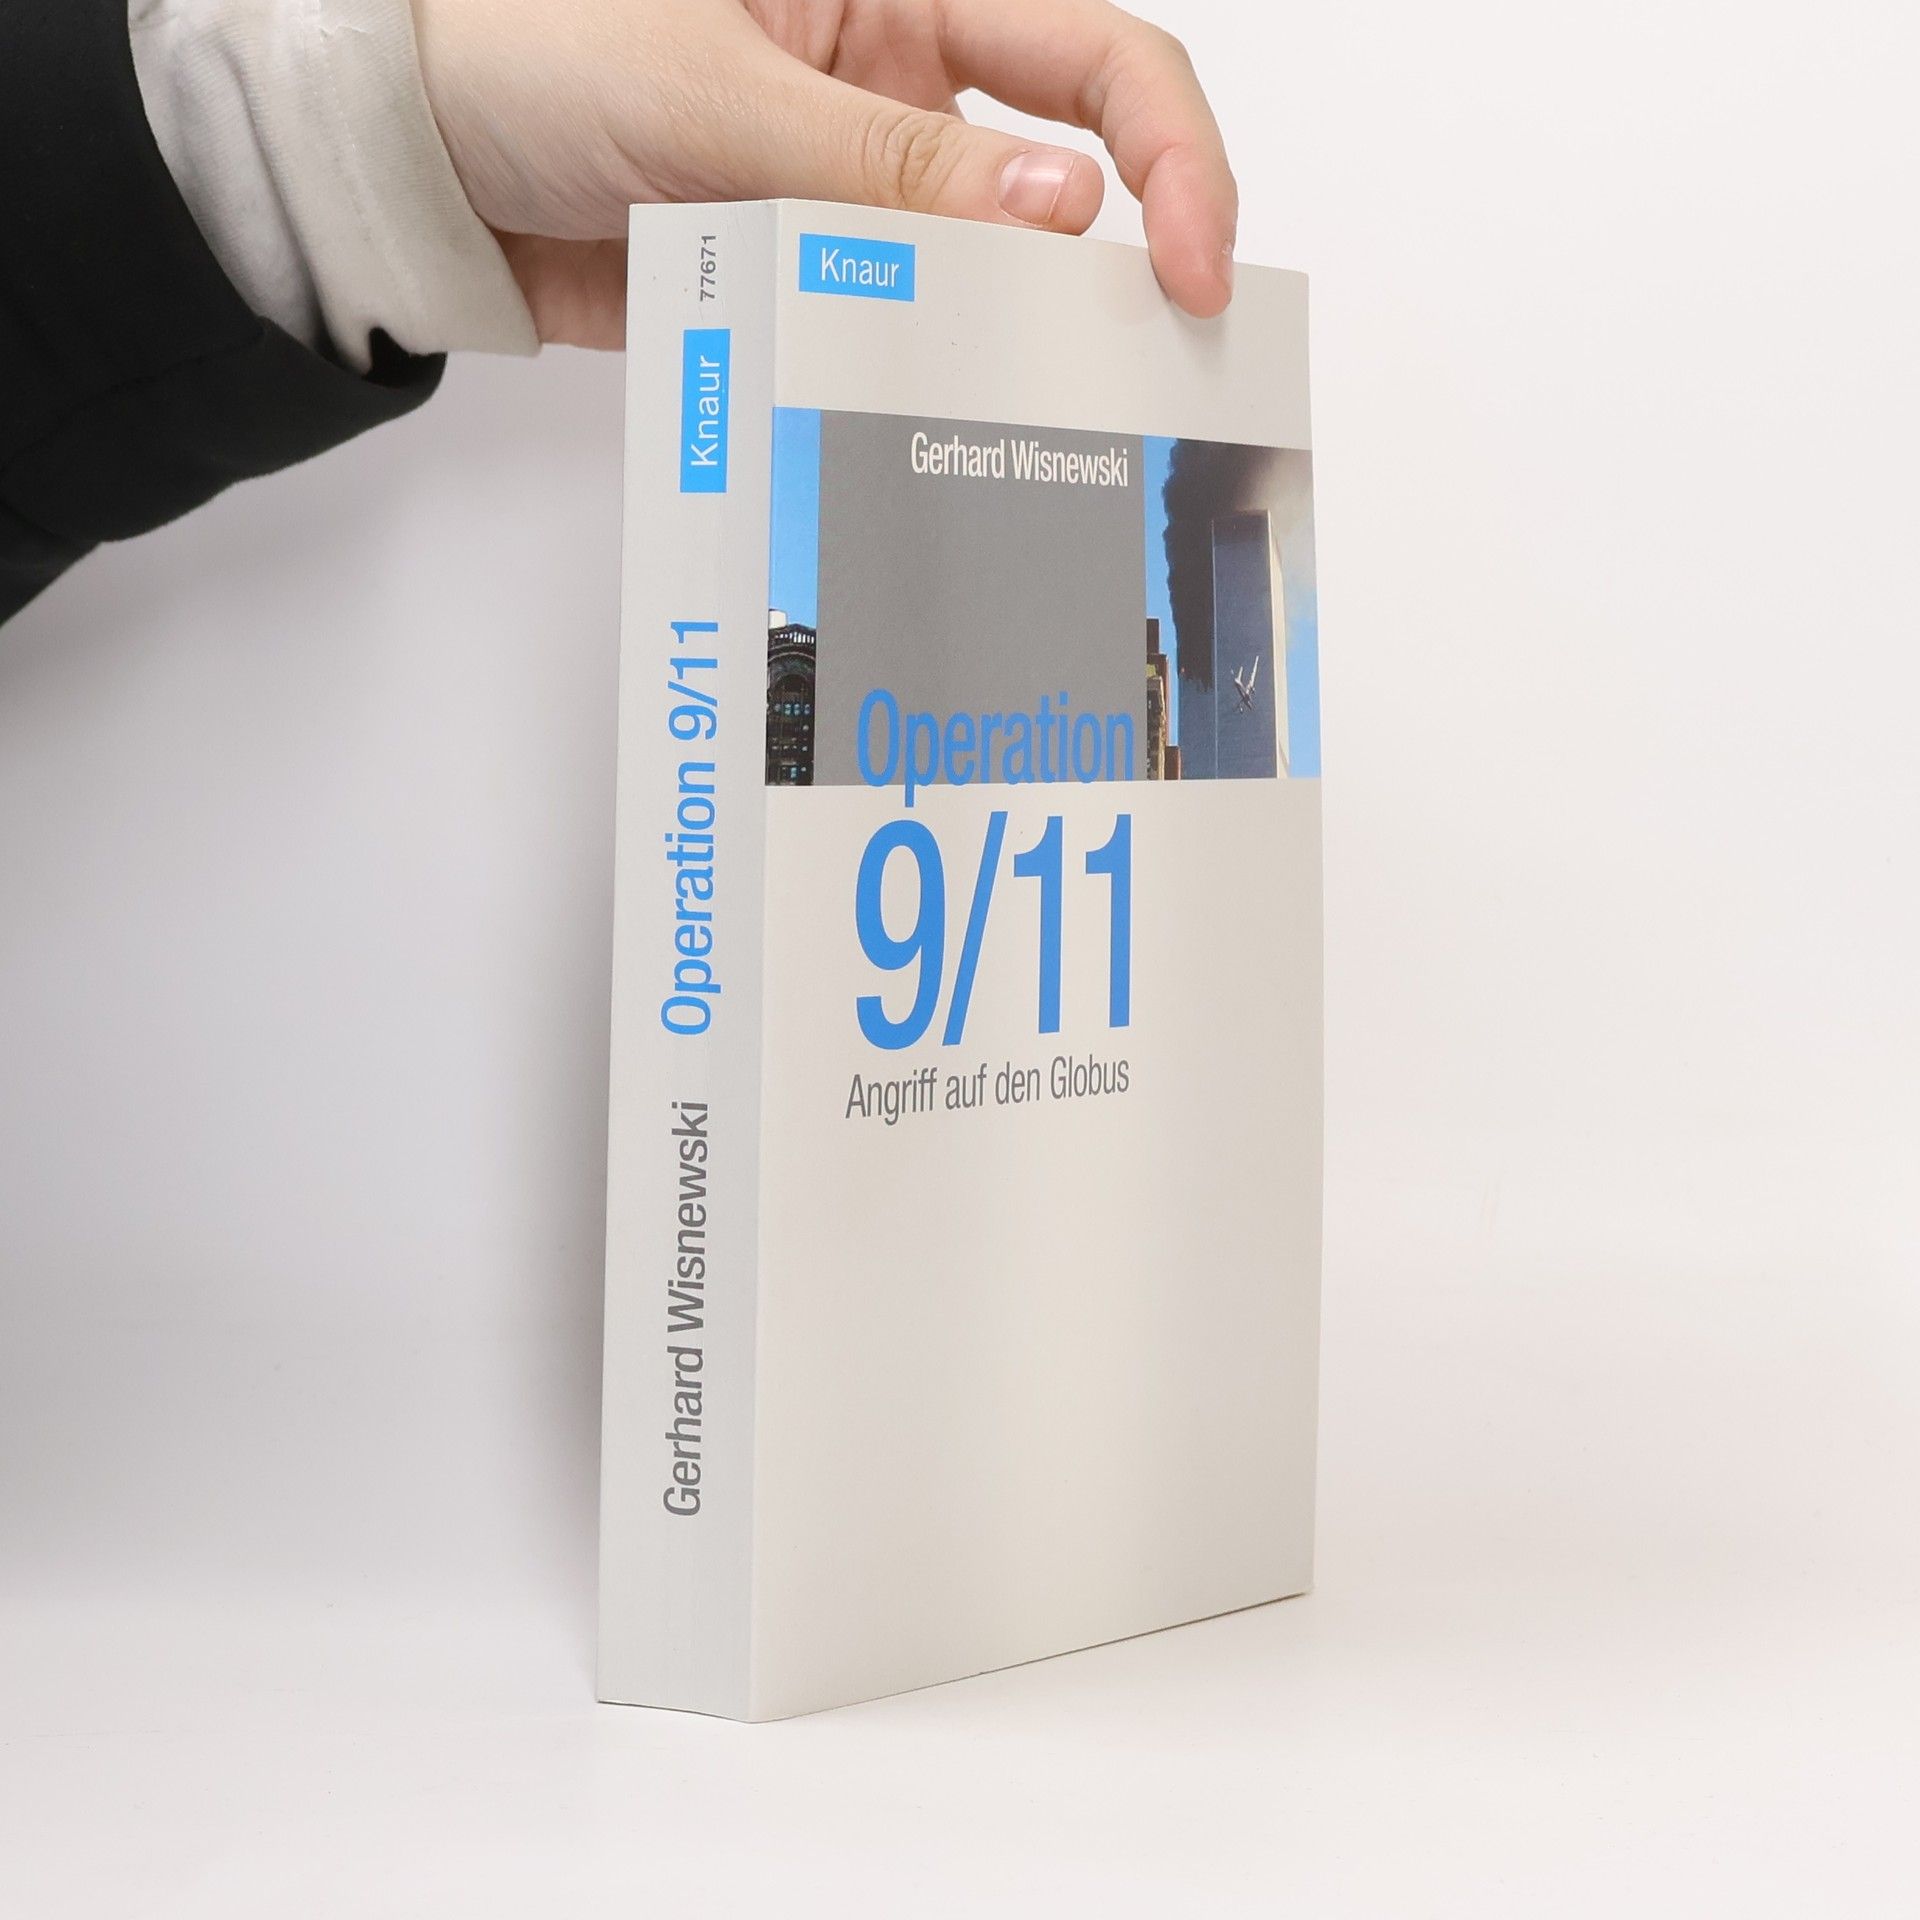 Knaur
Gerhard Wisnewski
Operation
9/11
Angriff auf den Globus
Gerhard Wisnewski Operation 9/11 Knaur 77671